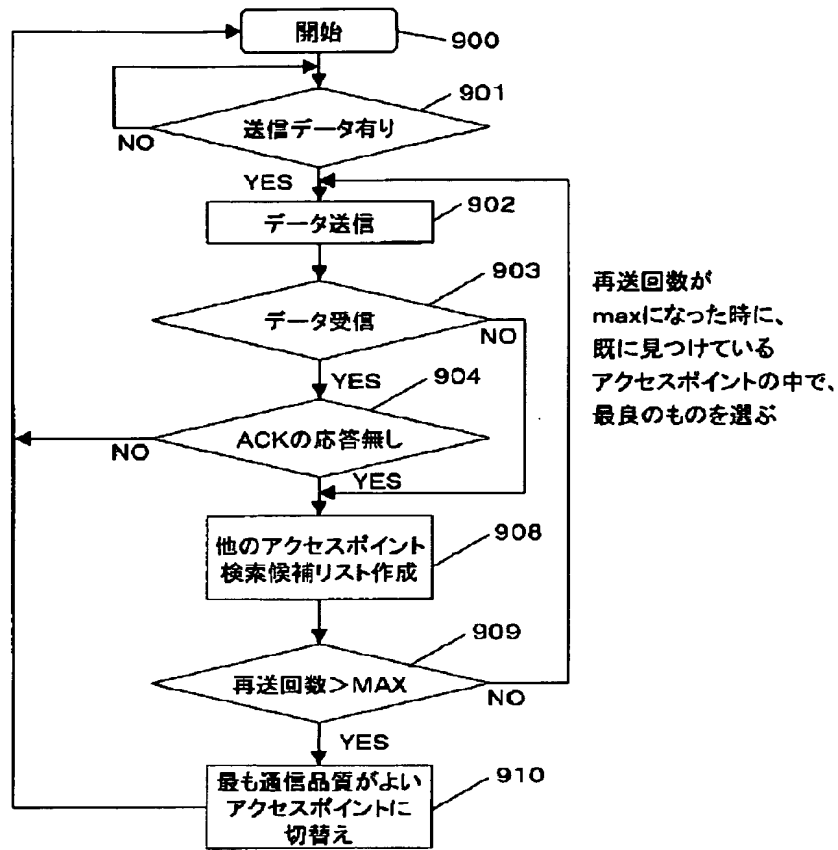 開始
900
901
送信データ有り
NO
YES
902
データ送信
903
データ受信
NO
YES
904
ACKの応答無し
NO
YES
908
他のアクセスポイント
検索候補リスト作成
909
再送回数>MAX
NO
YES
910
最も通信品質がよい
アクセスポイントに
切替え
再送回数が
maxになった時に、
既に見つけている
アクセスポイントの中で、
最良のものを選ぶ